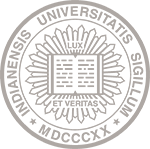 INDIANENSIS UNIVERSITATIS SIGILLUM
LUX
ET VERITAS
MDCCCXX